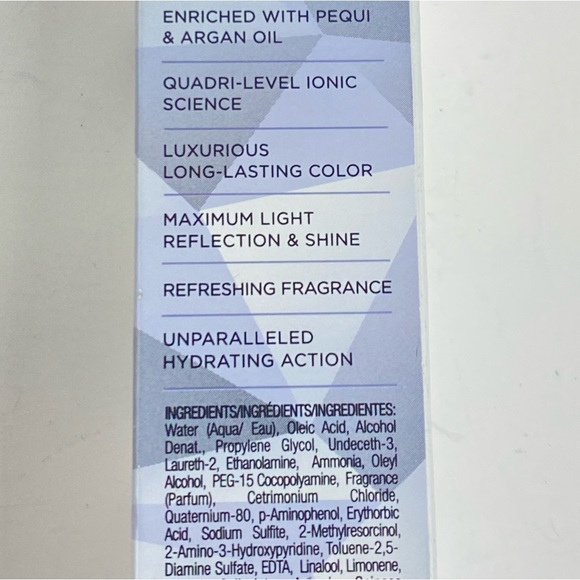 ENRICHED WITH PEQUI
& ARGAN OIL
QUADRI-LEVEL IONIC
SCIENCE
LUXURIOUS
LONG-LASTING COLOR
MAXIMUM LIGHT
REFLECTION & SHINE
REFRESHING FRAGRANCE
UNPARALLELED
HYDRATING ACTION
INGREDIENTS/INGRÉDIENTS/INGREDIENTES:
Water (Aqua/ Eau), Oleic Acid, Alcohol
Denat., Propylene Glycol, Undeceth-3,
Laureth-2, Ethanolamine, Ammonia, Oleyl
Alcohol, PEG-15 Cocopolyamine, Fragrance
(Parfum), Cetrimonium Chloride,
Quaternium-80, p-Aminophenol, Erythorbic
Acid, Sodium Sulfite, 2-Methylresorcinol,
2-Amino-3-Hydroxypyridine, Toluene-2,5-
Diamine Sulfate, EDTA, Linalool, Limonene,